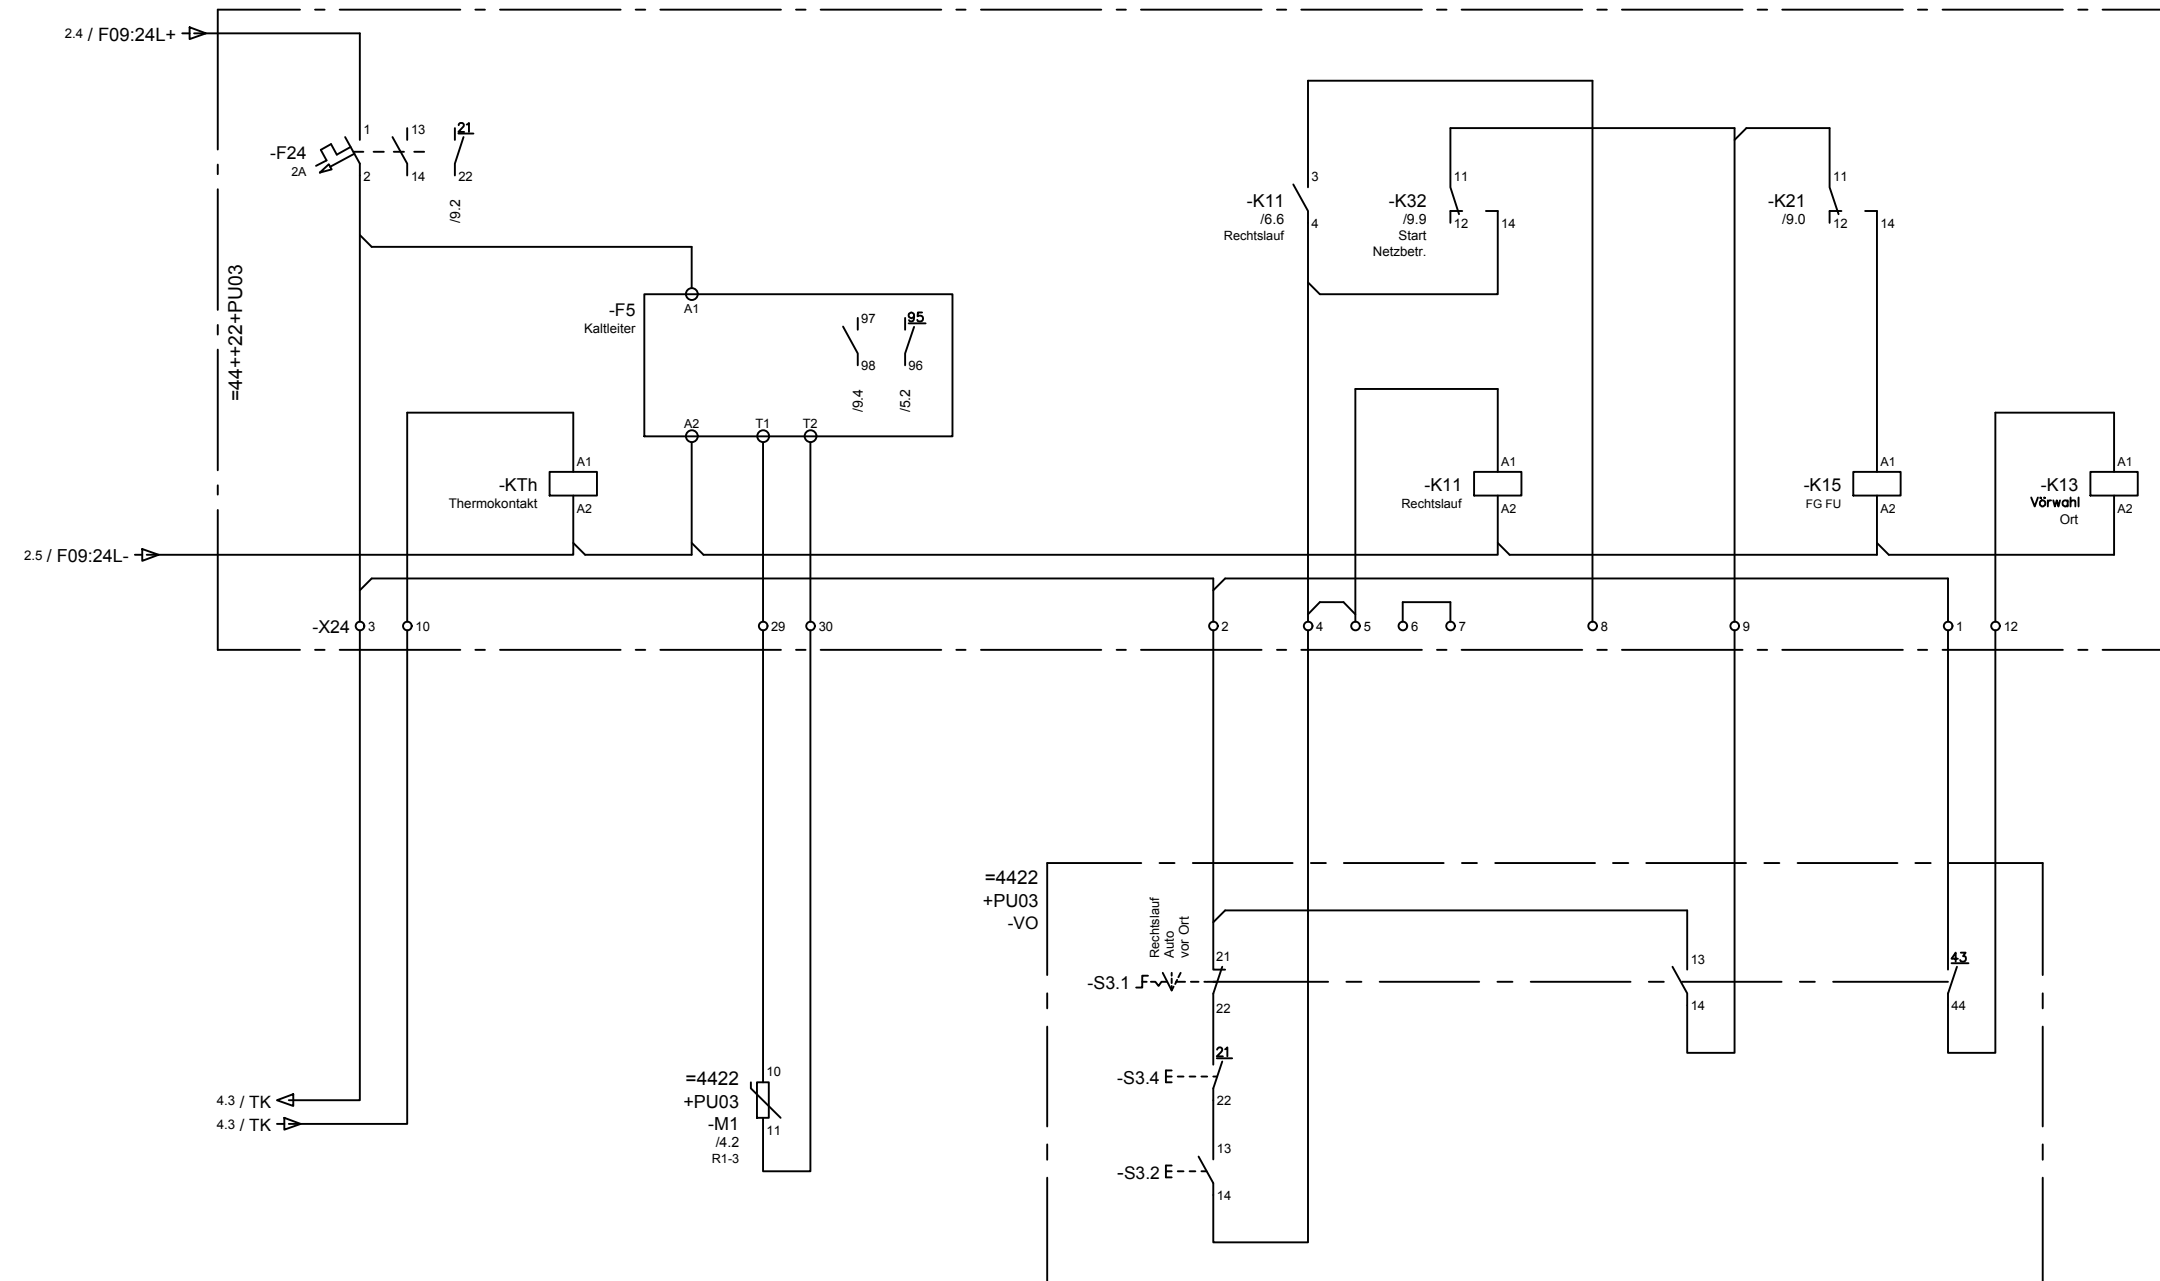 2.4 / F09:24L+
-F24
2A
1
2
13
14
21
22
/9.2
=44++22+PU03
-F5
Kaltleiter
A1
97
98
/9.4
95
96
/5.2
A2
T1
T2
-KTh
Thermokontakt
A1
A2
-K11
/6.6
Rechtslauf
3
4
-K32
/9.9
Start
Netzbetr.
11
12
14
-K21
/9.0
11
12
14
-K11
Rechtslauf
A1
A2
-K15
FG FU
A1
A2
-K13
Vörwahl
Ort
A1
A2
2.5 / F09:24L-
-X24
3
10
29
30
2
4
5
6
7
8
9
1
12
=4422
+PU03
-VO
Rechtslauf
Auto
vor Ort
-S3.1
21
22
13
14
43
44
-S3.4
21
22
-S3.2
13
14
4.3 / TK
4.3 / TK
=4422
+PU03
-M1
/4.2
R1-3
10
11